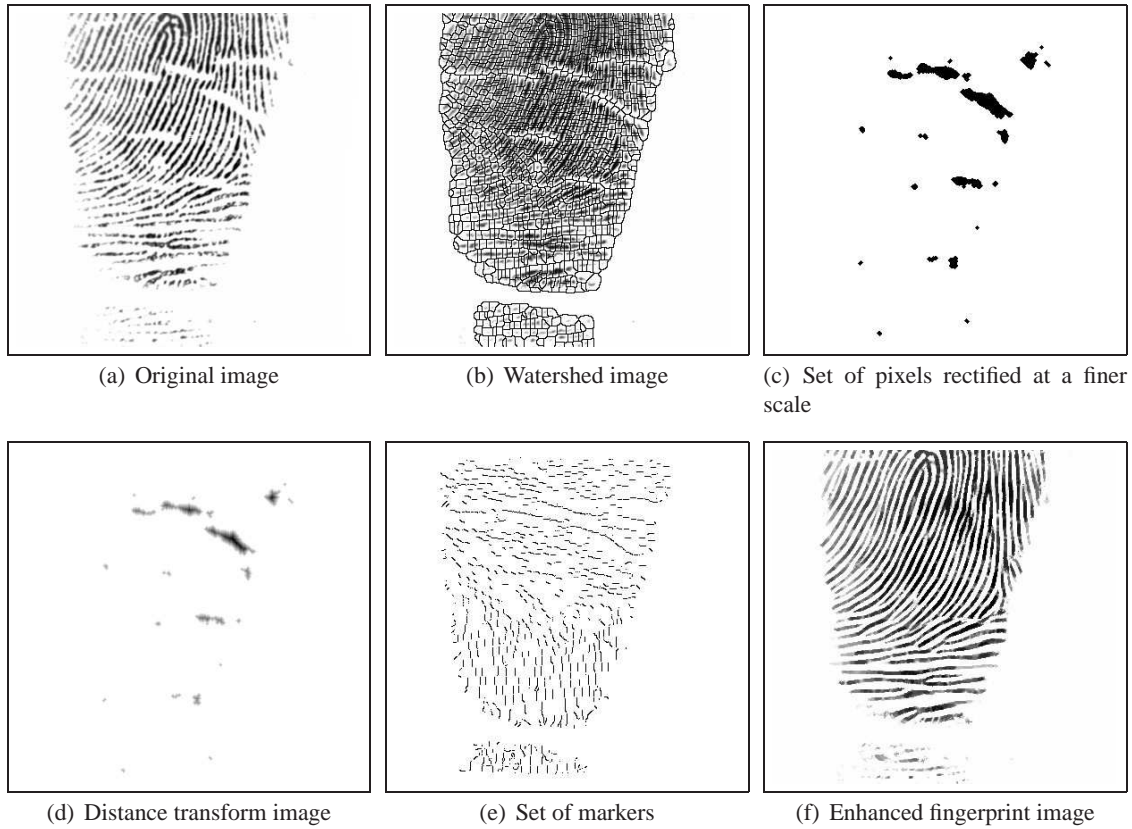 (a) Original image
(b) Watershed image
(c) Set of pixels rectified at a finer
scale
(d) Distance transform image
(e) Set of markers
(f) Enhanced fingerprint image